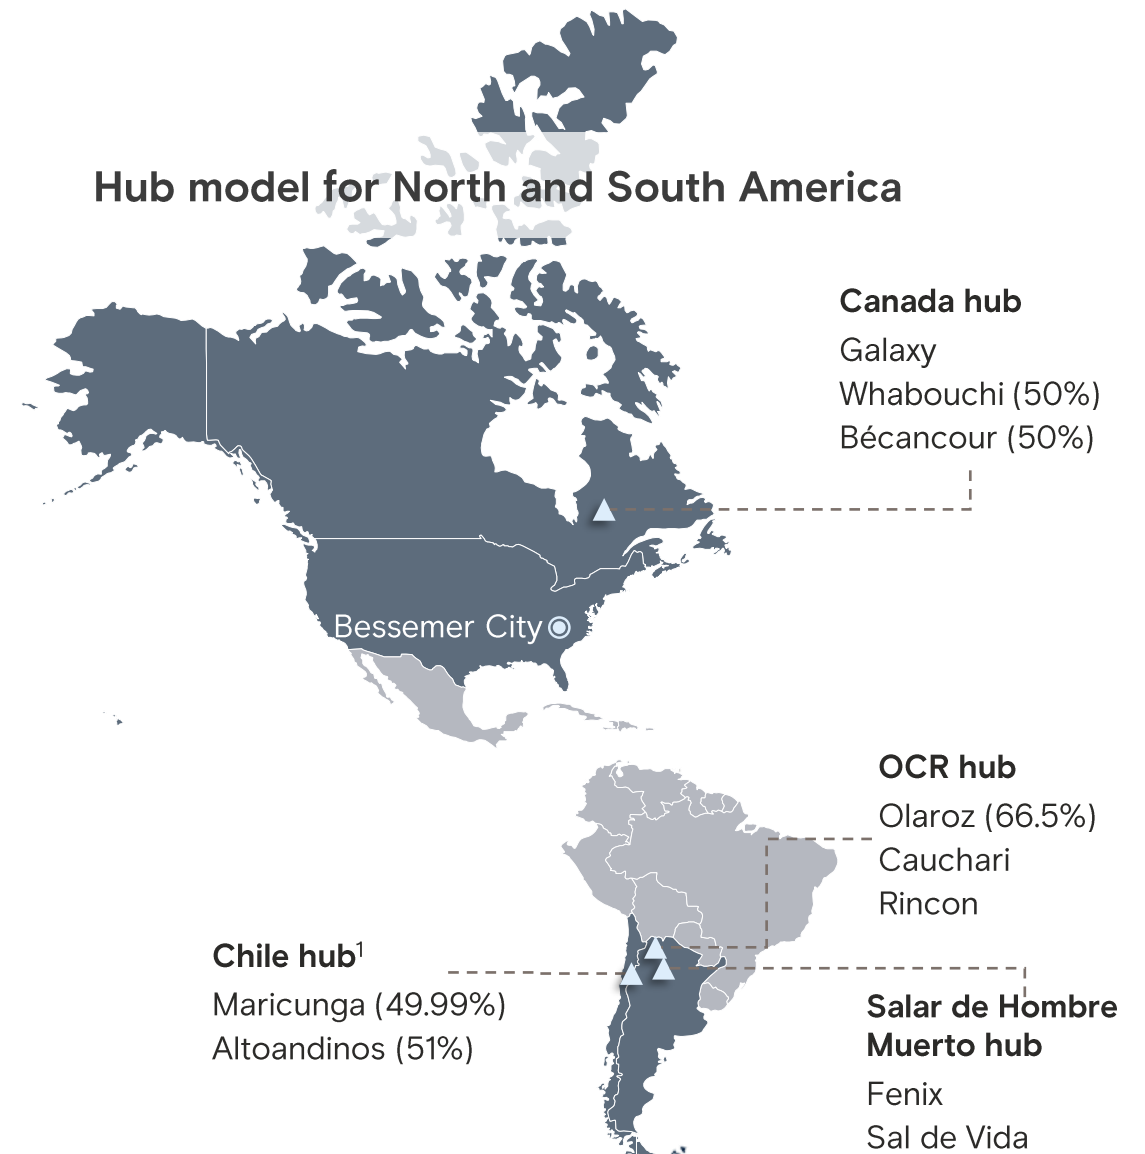 Hub model for North and South America
Canada hub
Galaxy
Whabouchi (50%)
Bécancour (50%)
Bessemer City
OCR hub
Olaroz (66.5%)
Cauchari
Rincon
Chile hub¹
Maricunga (49.99%)
Altoandinos (51%)
Salar de Hombre
Muerto hub
Fenix
Sal de Vida